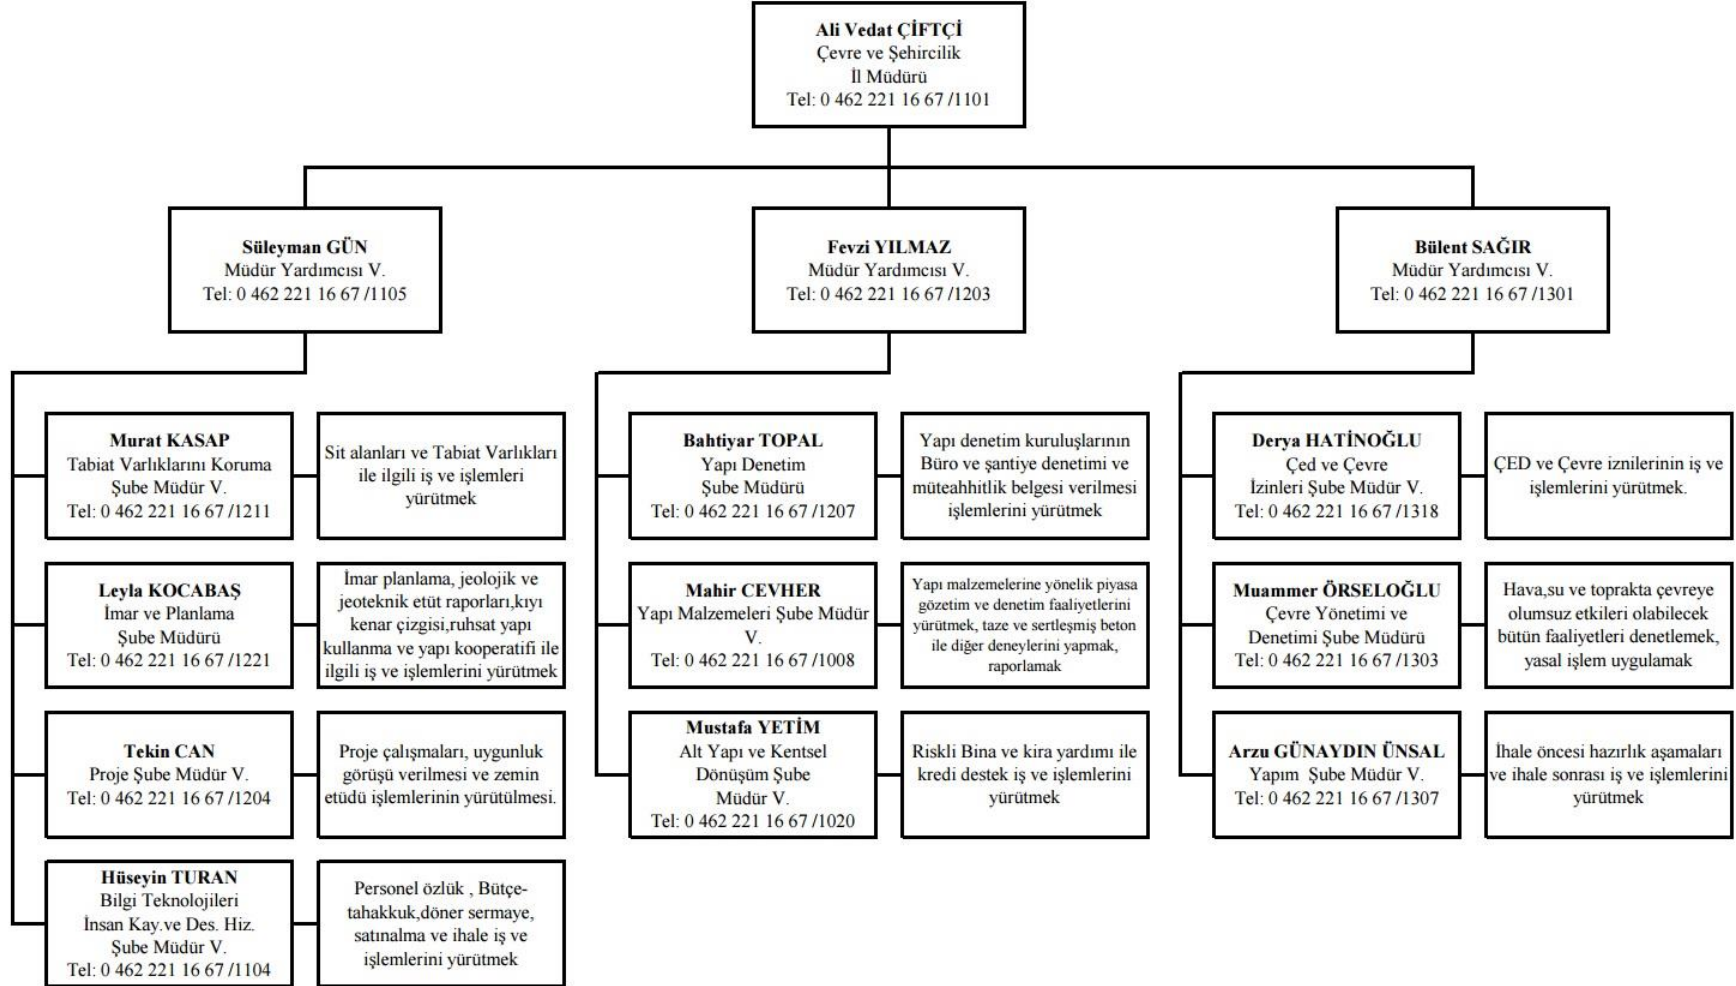 Ali Vedat ÇİFTÇİ
Çevre ve Şehircilik
İl Müdürü
Tel: 0 462 221 16 67 /1101
Süleyman GÜN
Müdür Yardımcısı V.
Tel: 0 462 221 16 67 /1105
Fevzi YILMAZ
Müdür Yardımcısı V.
Tel: 0 462 221 16 67 /1203
Bülent SAĞIR
Müdür Yardımcısı V.
Tel: 0 462 221 16 67 /1301
Murat KASAP
Tabiat Varlıklarını Koruma
Şube Müdür V.
Tel: 0 462 221 16 67 /1211
Sit alanları ve Tabiat Varlıkları
ile ilgili iş ve işlemleri
yürütmek
Leyla KOCABAŞ
İmar ve Planlama
Şube Müdürü
Tel: 0 462 221 16 67 /1221
İmar planlama, jeolojik ve
jeoteknik etüt raporları,kıyı
kenar çizgisi,ruhsat yapı
kullanma ve yapı kooperatifi ile
ilgili iş ve işlemlerini yürütmek
Tekin CAN
Proje Şube Müdür V.
Tel: 0 462 221 16 67 /1204
Proje çalışmaları, uygunluk
görüşü verilmesi ve zemin
etüdü işlemlerinin yürütülmesi.
Hüseyin TURAN
Bilgi Teknolojileri
İnsan Kay.ve Des. Hiz.
Şube Müdür V.
Tel: 0 462 221 16 67 /1104
Personel özlük , Bütçe-
tahakkuk,döner sermaye,
satınalma ve ihale iş ve
işlemlerini yürütmek
Bahtiyar TOPAL
Yapı Denetim
Şube Müdürü
Tel: 0 462 221 16 67 /1207
Yapı denetim kuruluşlarının
Büro ve şantiye denetimi ve
müteahhitlik belgesi verilmesi
işlemlerini yürütmek
Mahir CEVHER
Yapı Malzemeleri Şube Müdür
V.
Tel: 0 462 221 16 67 /1008
Yapı malzemelerine yönelik piyasa
gözetim ve denetim faaliyetlerini
yürütmek, taze ve sertleşmiş beton
ile diğer deneylerini yapmak,
raporlamak
Mustafa YETİM
Alt Yapı ve Kentsel
Dönüşüm Şube
Müdür V.
Tel: 0 462 221 16 67 /1020
Riskli Bina ve kira yardımı ile
kredi destek iş ve işlemlerini
yürütmek
Derya HATİNOĞLU
Çed ve Çevre
İzinleri Şube Müdür V.
Tel: 0 462 221 16 67 /1318
ÇED ve Çevre iznilerinin iş ve
işlemlerini yürütmek.
Muammer ÖRSELOĞLU
Çevre Yönetimi ve
Denetimi Şube Müdürü
Tel: 0 462 221 16 67 /1303
Hava,su ve toprakta çevreye
olumsuz etkileri olabilecek
bütün faaliyetleri denetlemek,
yasal işlem uygulamak
Arzu GÜNAYDIN ÜNSAL
Yapım  Şube Müdür V.
Tel: 0 462 221 16 67 /1307
İhale öncesi hazırlık aşamaları
ve ihale sonrası iş ve işlemlerini
yürütmek